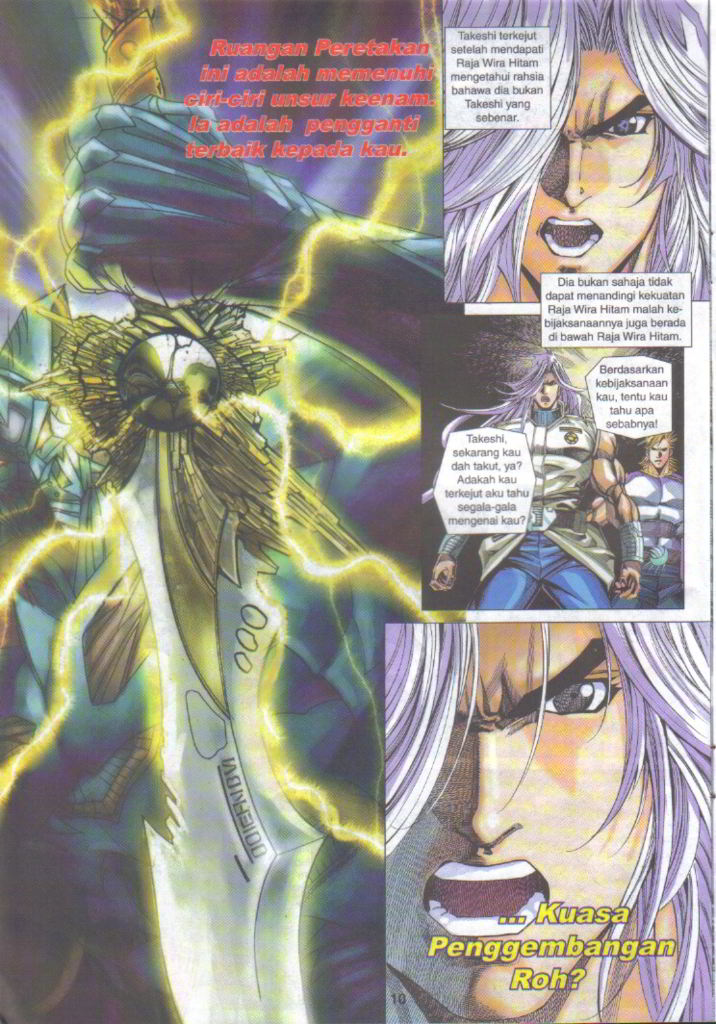 Ruangan Peretakan
ini adalah memenuhi
ciri-ciri unsur keenam.
Ia adalah pengganti
terbaik kepada kau.
Takeshi terkejut
setelah mendapati
Raja Wira Hitam
mengetahui rahsia
bahawa dia bukan
Takeshi yang
sebenar.
Dia bukan sahaja tidak
dapat menandingi kekuatan
Raja Wira Hitam malah ke-
bijaksanaannya juga berada
di bawah Raja Wira Hitam.
Berdasarkan
kebijaksanaan
kau, tentu kau
tahu apa
sebabnya!
Takeshi,
sekarang kau
dah takut, ya?
Adakah kau
terkejut aku tahu
segala-gala
mengenai kau?
... Kuasa
Penggembangan
Roh?
10